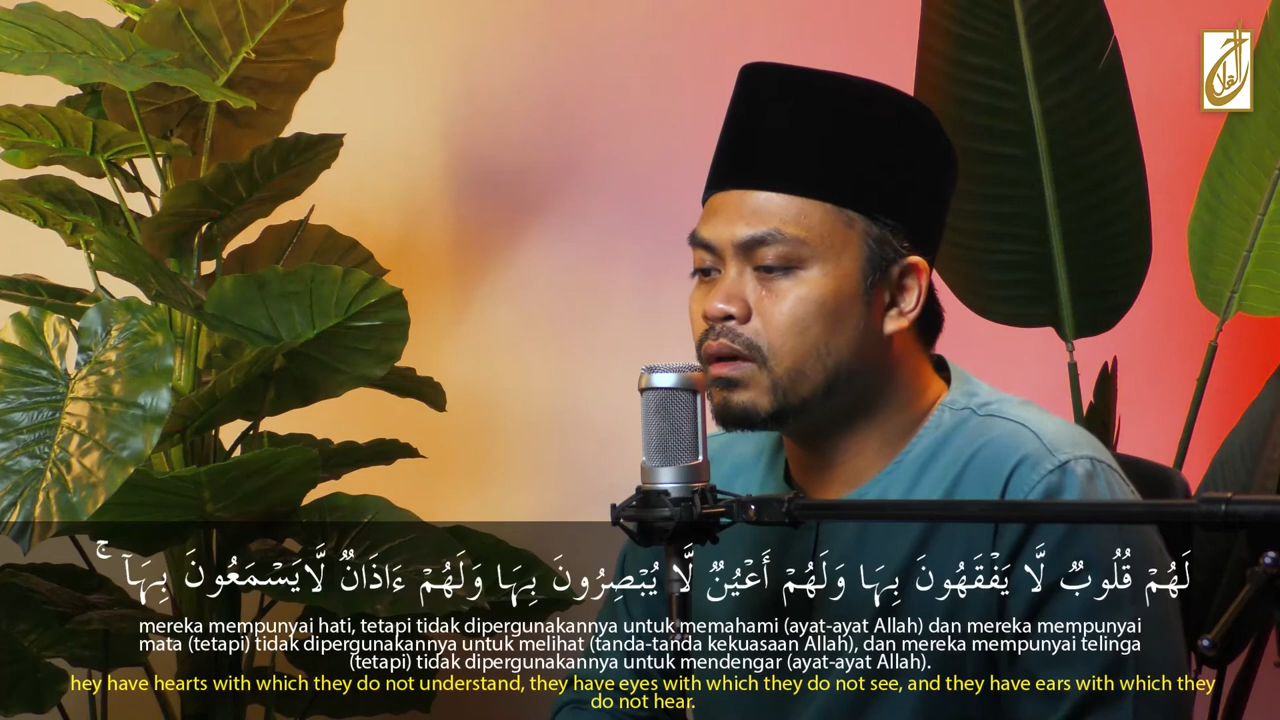 لَهُمْ قُلُوبٌ لَّا يَفْقَهُونَ بِهَا وَلَهُمْ أَعْيُنٌ لَّا يُبْصِرُونَ بِهَا وَلَهُمْ ءَاذَانٌ لَّايَسْمَعُونَ بِهَآ ۚ
mereka mempunyai hati, tetapi tidak dipergunakannya untuk memahami (ayat-ayat Allah) dan mereka mempunyai
mata (tetapi) tidak dipergunakannya untuk melihat (tanda-tanda kekuasaan Allah), dan mereka mempunyai telinga
(tetapi) tidak dipergunakannya untuk mendengar (ayat-ayat Allah).
hey have hearts with which they do not understand, they have eyes with which they do not see, and they have ears with which they
do not hear.